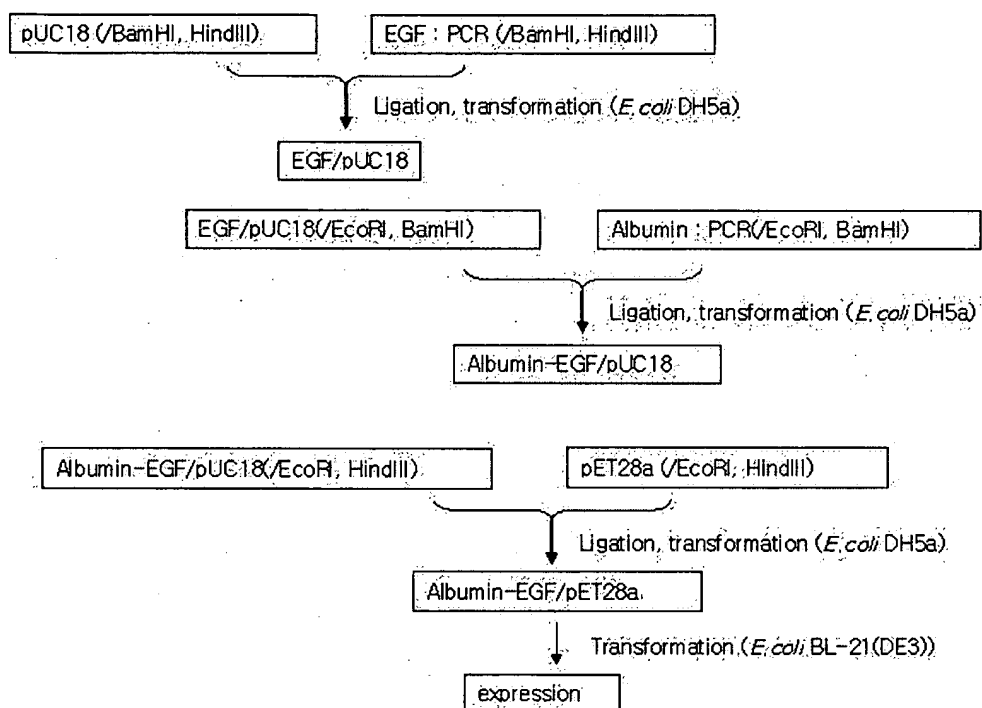 pUC18 (/BamHI, HindIII)
EGF : PCR (/BamHI, HindIII)
Ligation, transformation (E. coli DH5a)
EGF/pUC18
EGF/pUC18(/EcoRI, BamHI)
Albumin : PCR(/EcoRI, BamHI)
Ligation, transformation (E. coli DH5a)
Albumin-EGF/pUC18
Albumin-EGF/pUC18(/EcoRI, HindIII)
pET28a (/EcoRI, HindIII)
Ligation, transformation (E. coli DH5a)
Albumin-EGF/pET28a
Transformation (E. coli BL-21(DE3))
expression